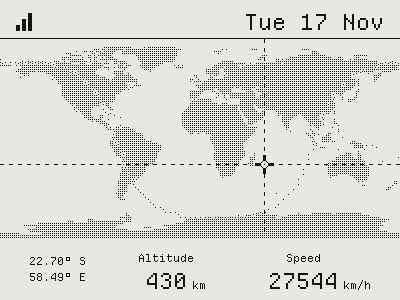 Tue 17 Nov
22.70° S
58.49° E
Altitude
430 km
Speed
27544 km/h